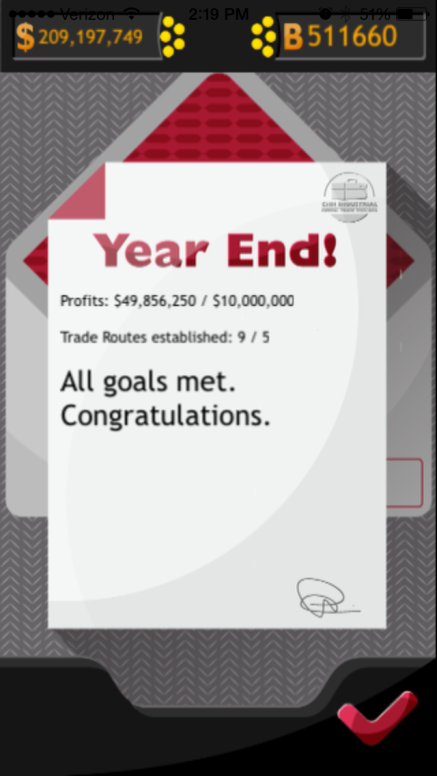 Verizon 2:19 PM 51%
$ 209,197,749 B 511660
Year End!
Profits: $49,856,250 / $10,000,000
Trade Routes established: 9 / 5
All goals met.
Congratulations.